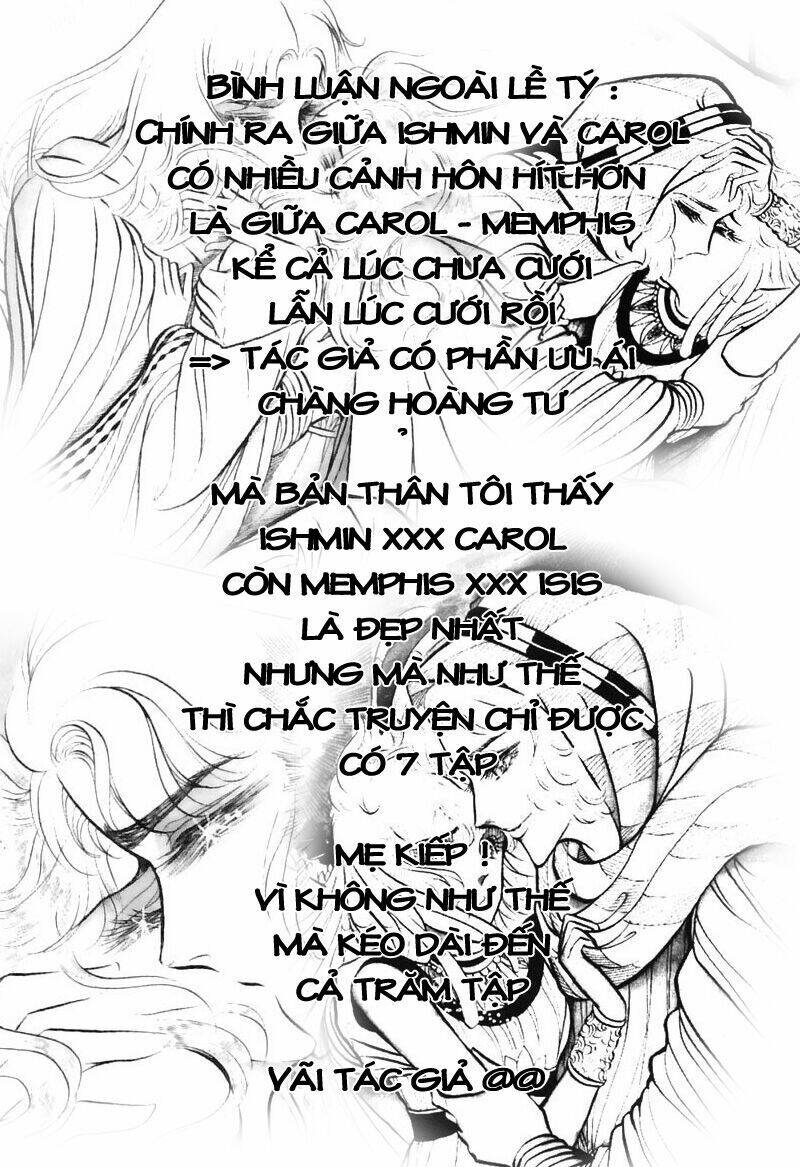 BÌNH LUẬN NGOÀI LỀ TÝ :
CHÍNH RA GIỮA ISHMIN VÀ CAROL
CÓ NHIỀU CẢNH HÔN HÍT HƠN
LÀ GIỮA CAROL - MEMPHIS
KỂ CẢ LÚC CHƯA CƯỚI
LẪN LÚC CƯỚI RỒI
=> TÁC GIẢ CÓ PHẦN ƯU ÁI
CHÀNG HOÀNG TỬ
MÀ BẢN THÂN TÔI THẤY
ISHMIN XXX CAROL
CÒN MEMPHIS XXX ISIS
LÀ ĐẸP NHẤT
NHƯNG MÀ NHƯ THẾ
THÌ CHẮC TRUYỆN CHỈ ĐƯỢC
CÓ 7 TẬP
MẸ KIẾP !
VÌ KHÔNG NHƯ THẾ
MÀ KÉO DÀI ĐẾN
CẢ TRĂM TẬP
VÃI TÁC GIẢ @@